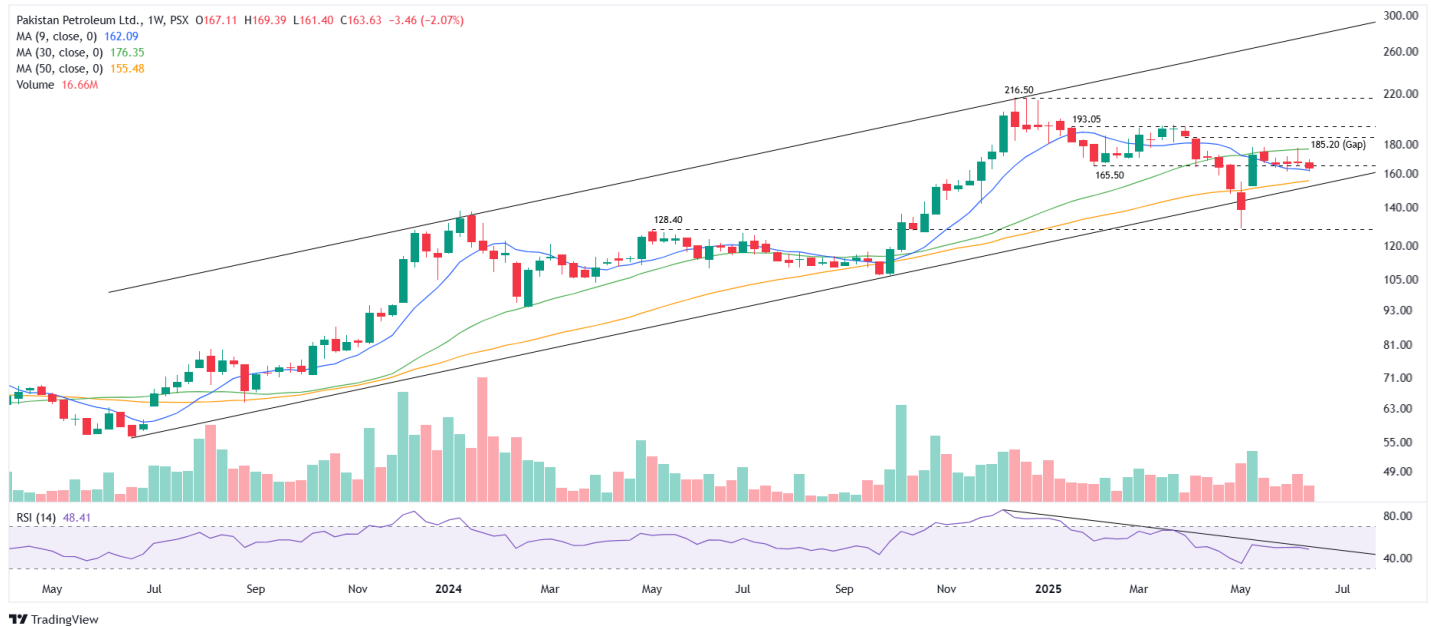 Pakistan Petroleum Ltd., 1W, PSX O167.11 H169.39 L161.40 C163.63 −3.46 (−2.07%)
MA (9, close, 0) 162.09
MA (30, close, 0) 176.35
MA (50, close, 0) 155.48
Volume 16.66M
300.00
260.00
220.00
180.00
160.00
140.00
120.00
105.00
93.00
81.00
71.00
63.00
55.00
49.00
216.50
193.05
185.20 (Gap)
165.50
128.40
RSI (14) 48.41
80.00
40.00
May Jul Sep Nov 2024 Mar May Jul Sep Nov 2025 Mar May Jul
TradingView